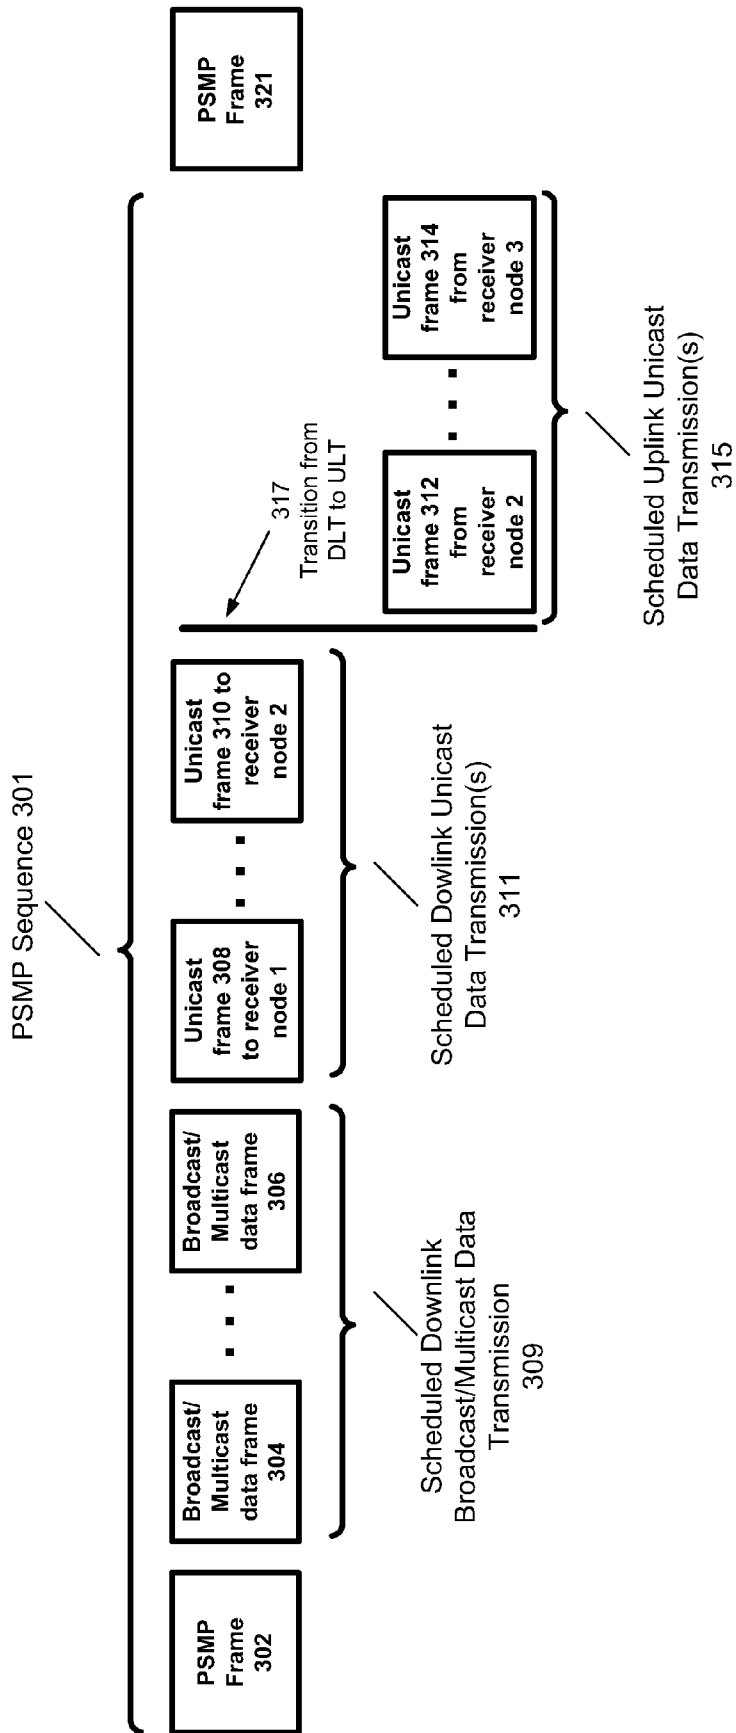 PSMP Sequence 301
PSMP
Frame
302
Broadcast/
Multicast
data frame
304
Broadcast/
Multicast
data frame
306
Unicast
frame 308
to receiver
node 1
Unicast
frame 310 to
receiver
node 2
317
Transition from
DLT to ULT
PSMP
Frame
321
Unicast
frame 312
from
receiver
node 2
Unicast
frame 314
from
receiver
node 3
Scheduled Downlink
Broadcast/Multicast Data
Transmission
309
Scheduled Dowlink Unicast
Data Transmission(s)
311
Scheduled Uplink Unicast
Data Transmission(s)
315